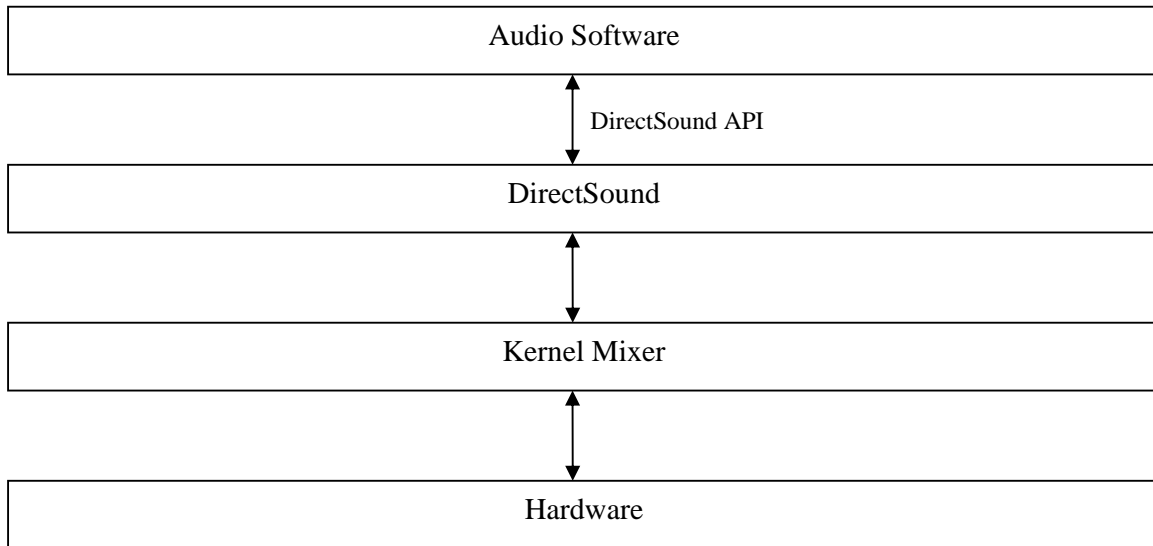 Audio Software
DirectSound API
DirectSound
Kernel Mixer
Hardware